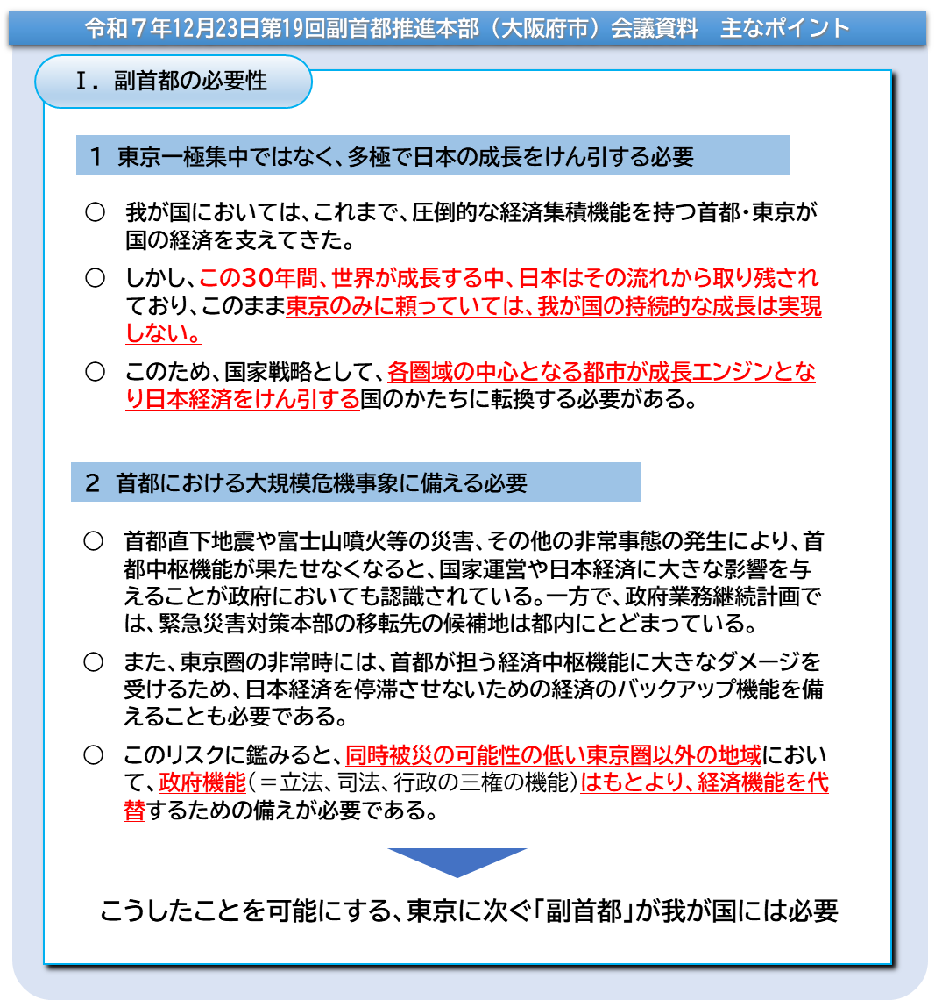 令和７年12月23日第19回副首都推進本部（大阪府市）会議資料　主なポイント
Ⅰ．副首都の必要性
１　東京一極集中ではなく、多極で日本の成長をけん引する必要
○　我が国においては、これまで、圧倒的な経済集積機能を持つ首都・東京が
国の経済を支えてきた。
○　しかし、この３０年間、世界が成長する中、日本はその流れから取り残され
ており、このまま東京のみに頼っていては、我が国の持続的な成長は実現
しない。
○　このため、国家戦略として、各圏域の中心となる都市が成長エンジンとな
り日本経済をけん引する国のかたちに転換する必要がある。
２　首都における大規模危機事象に備える必要
○　首都直下地震や富士山噴火等の災害、その他の非常事態の発生により、首
都中枢機能が果たせなくなると、国家運営や日本経済に大きな影響を与
えることが政府においても認識されている。一方で、政府業務継続計画で
は、緊急災害対策本部の移転先の候補地は都内にとどまっている。
○　また、東京圏の非常時には、首都が担う経済中枢機能に大きなダメージを
受けるため、日本経済を停滞させないための経済のバックアップ機能を備
えることも必要である。
○　このリスクに鑑みると、同時被災の可能性の低い東京圏以外の地域におい
て、政府機能（＝立法、司法、行政の三権の機能）はもとより、経済機能を代
替するための備えが必要である。
こうしたことを可能にする、東京に次ぐ「副首都」が我が国には必要